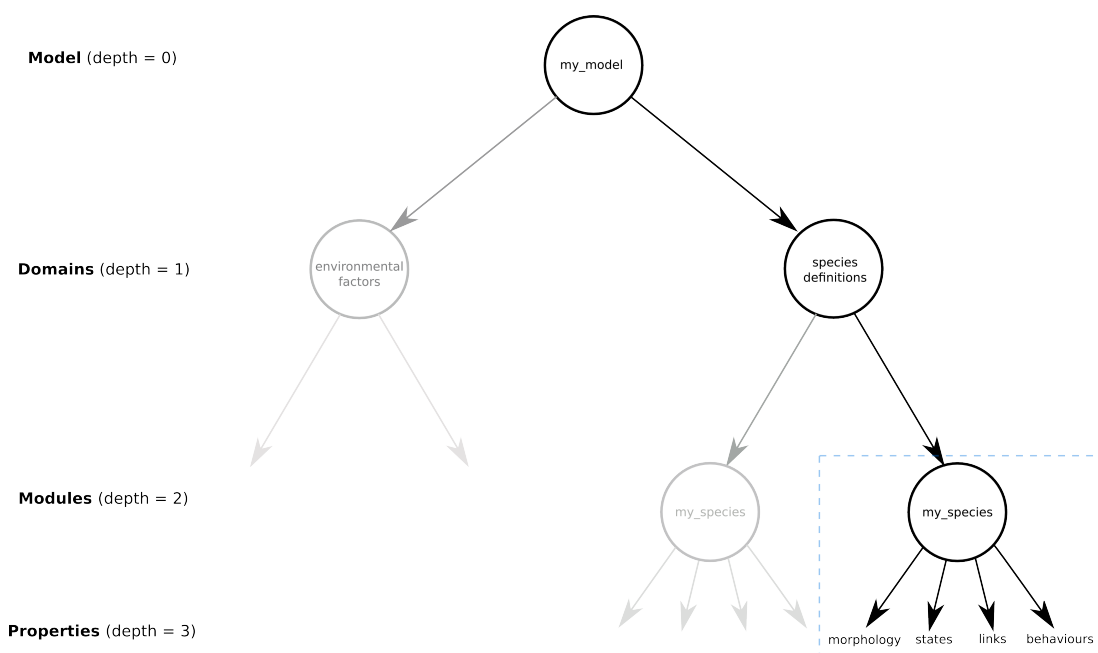 Model (depth = 0)
my_model
Domains (depth = 1)
environmental
factors
species
definitions
Modules (depth = 2)
my_species
my_species
Properties (depth = 3)
morphology
states
links
behaviours